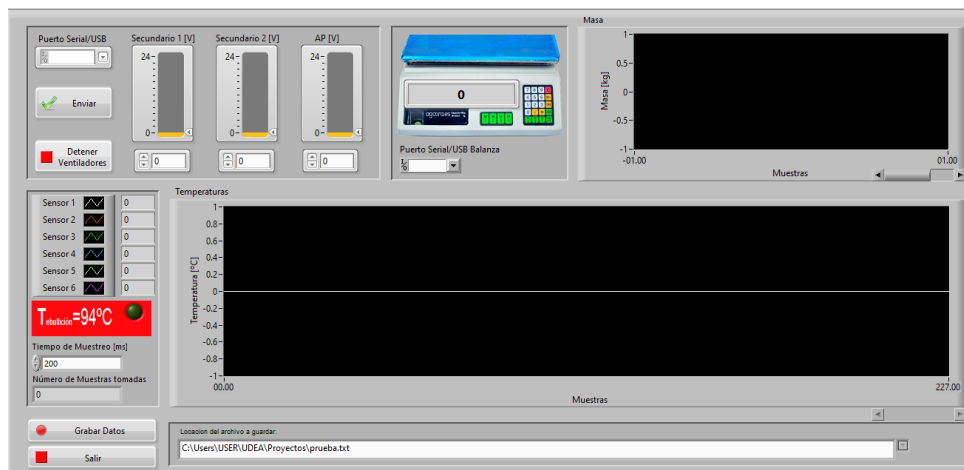 Puerto Serial/USB
Enviar
Detener
Ventiladores
Secundario 1 [V]
24
0
0
Secundario 2 [V]
24
0
0
AP [V]
24
0
0
0
Puerto Serial/USB Balanza
Masa
Masa [kg]
1
0.5
0
-0.5
-1
-01.00
01.00
Muestras
Sensor 1
0
Sensor 2
0
Sensor 3
0
Sensor 4
0
Sensor 5
0
Sensor 6
0
Tebullición=94ºC
Tiempo de Muestreo [ms]
200
Número de Muestras tomadas
0
Temperaturas
Temperatura [ºC]
1
0.8
0.6
0.4
0.2
0
-0.2
-0.4
-0.6
-0.8
-1
00.00
227.00
Muestras
Grabar Datos
Salir
Locacion del archivo a guardar:
C:\Users\USER\UDEA\Proyectos\prueba.txt